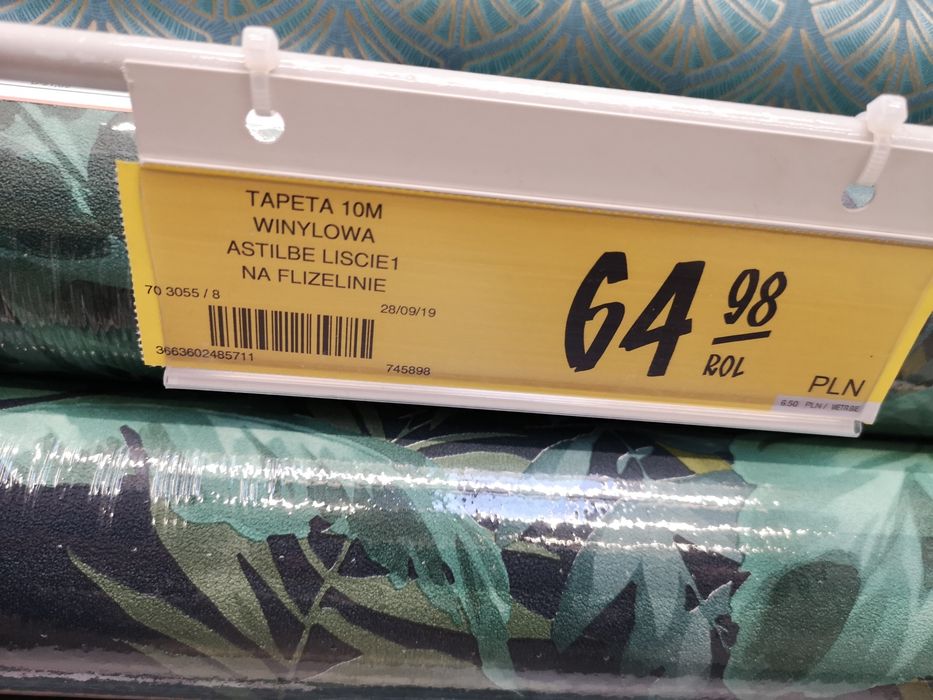 TAPETA 10M
WINYLOWA
ASTILBE LISCIE1
NA FLIZELINIE
70 3055 / 8
28/09/19
3663602485711
745898
64 98
ROL
PLN
6.50 PLN /